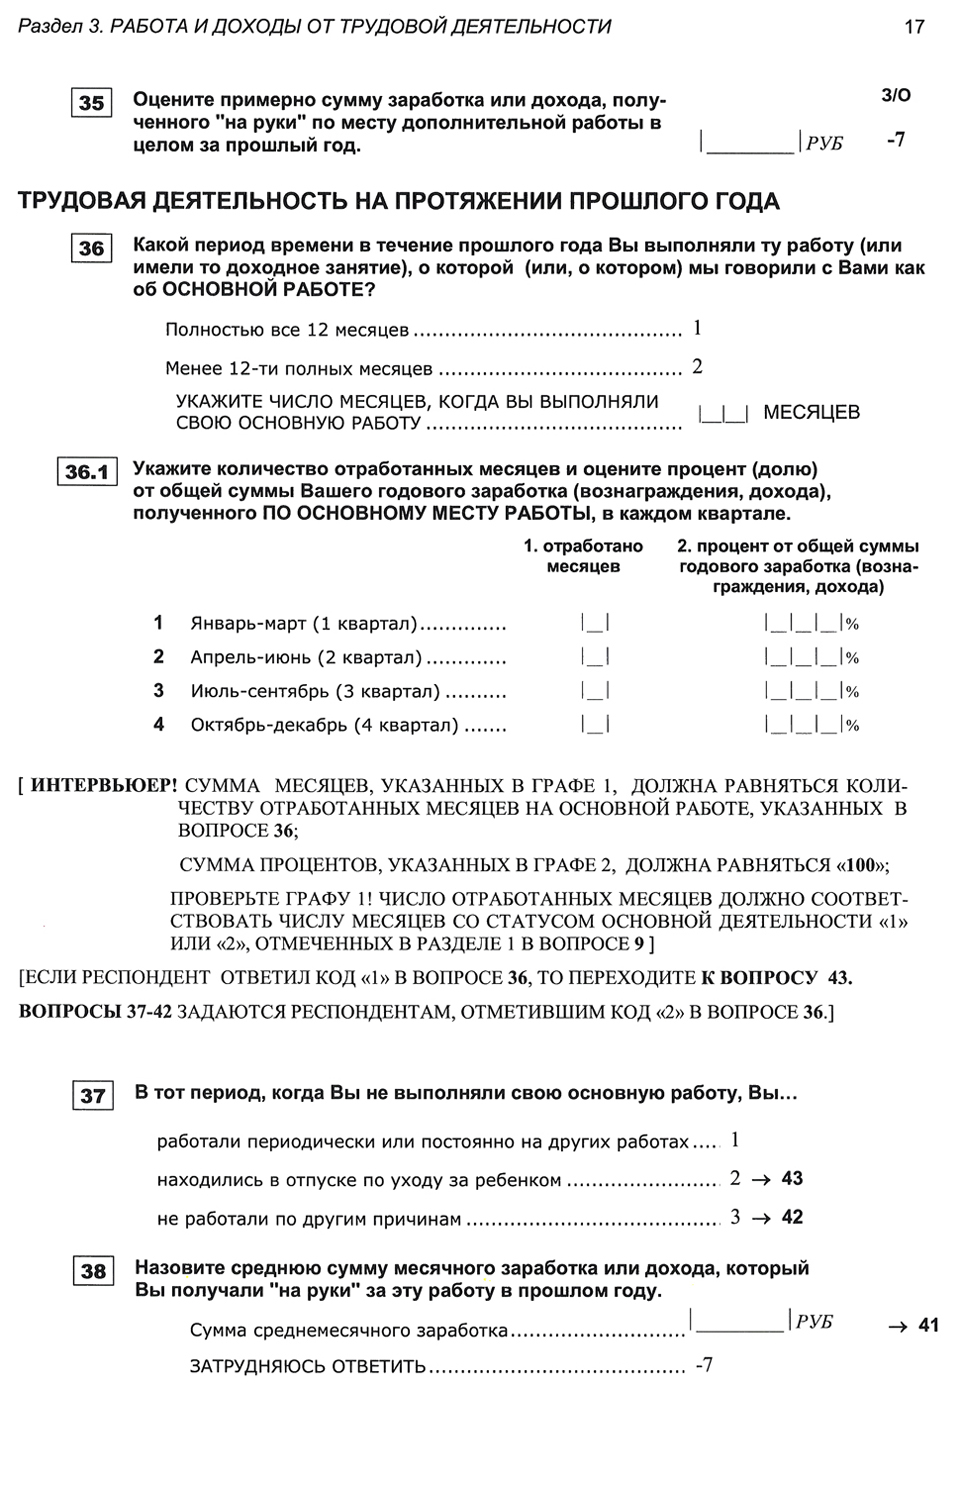 Раздел 3. РАБОТА И ДОХОДЫ ОТ ТРУДОВОЙ ДЕЯТЕЛЬНОСТИ 17
35 Оцените примерно сумму заработка или дохода, полу- З/О
ченного "на руки" по месту дополнительной работы в
целом за прошлый год. |________| РУБ -7
ТРУДОВАЯ ДЕЯТЕЛЬНОСТЬ НА ПРОТЯЖЕНИИ ПРОШЛОГО ГОДА
36 Какой период времени в течение прошлого года Вы выполняли ту работу (или
имели то доходное занятие), о которой (или, о котором) мы говорили с Вами как
об ОСНОВНОЙ РАБОТЕ?
Полностью все 12 месяцев........................................... 1
Менее 12-ти полных месяцев ....................................... 2
УКАЖИТЕ ЧИСЛО МЕСЯЦЕВ, КОГДА ВЫ ВЫПОЛНЯЛИ
СВОЮ ОСНОВНУЮ РАБОТУ ......................................... |__|__| МЕСЯЦЕВ
36.1 Укажите количество отработанных месяцев и оцените процент (долю)
от общей суммы Вашего годового заработка (вознаграждения, дохода),
полученного ПО ОСНОВНОМУ МЕСТУ РАБОТЫ, в каждом квартале.
1. отработано 2. процент от общей суммы
месяцев годового заработка (возна-
граждения, дохода)
1 Январь-март (1 квартал).............. |__| |__|__|__|%
2 Апрель-июнь (2 квартал)............. |__| |__|__|__|%
3 Июль-сентябрь (3 квартал) .......... |__| |__|__|__|%
4 Октябрь-декабрь (4 квартал) ....... |__| |__|__|__|%
[ ИНТЕРВЬЮЕР! СУММА МЕСЯЦЕВ, УКАЗАННЫХ В ГРАФЕ 1, ДОЛЖНА РАВНЯТЬСЯ КОЛИ-
ЧЕСТВУ ОТРАБОТАННЫХ МЕСЯЦЕВ НА ОСНОВНОЙ РАБОТЕ, УКАЗАННЫХ В
ВОПРОСЕ 36;
СУММА ПРОЦЕНТОВ, УКАЗАННЫХ В ГРАФЕ 2, ДОЛЖНА РАВНЯТЬСЯ «100»;
ПРОВЕРЬТЕ ГРАФУ 1! ЧИСЛО ОТРАБОТАННЫХ МЕСЯЦЕВ ДОЛЖНО СООТВЕТ-
СТВОВАТЬ ЧИСЛУ МЕСЯЦЕВ СО СТАТУСОМ ОСНОВНОЙ ДЕЯТЕЛЬНОСТИ «1»
ИЛИ «2», ОТМЕЧЕННЫХ В РАЗДЕЛЕ 1 В ВОПРОСЕ 9 ]
[ЕСЛИ РЕСПОНДЕНТ ОТВЕТИЛ КОД «1» В ВОПРОСЕ 36, ТО ПЕРЕХОДИТЕ К ВОПРОСУ 43.
ВОПРОСЫ 37-42 ЗАДАЮТСЯ РЕСПОНДЕНТАМ, ОТМЕТИВШИМ КОД «2» В ВОПРОСЕ 36.]
37 В тот период, когда Вы не выполняли свою основную работу, Вы...
работали периодически или постоянно на других работах.... 1
находились в отпуске по уходу за ребенком ........................ 2 → 43
не работали по другим причинам ........................................ 3 → 42
38 Назовите среднюю сумму месячного заработка или дохода, который
Вы получали "на руки" за эту работу в прошлом году.
Сумма среднемесячного заработка............................ |________| РУБ → 41
ЗАТРУДНЯЮСЬ ОТВЕТИТЬ......................................... -7